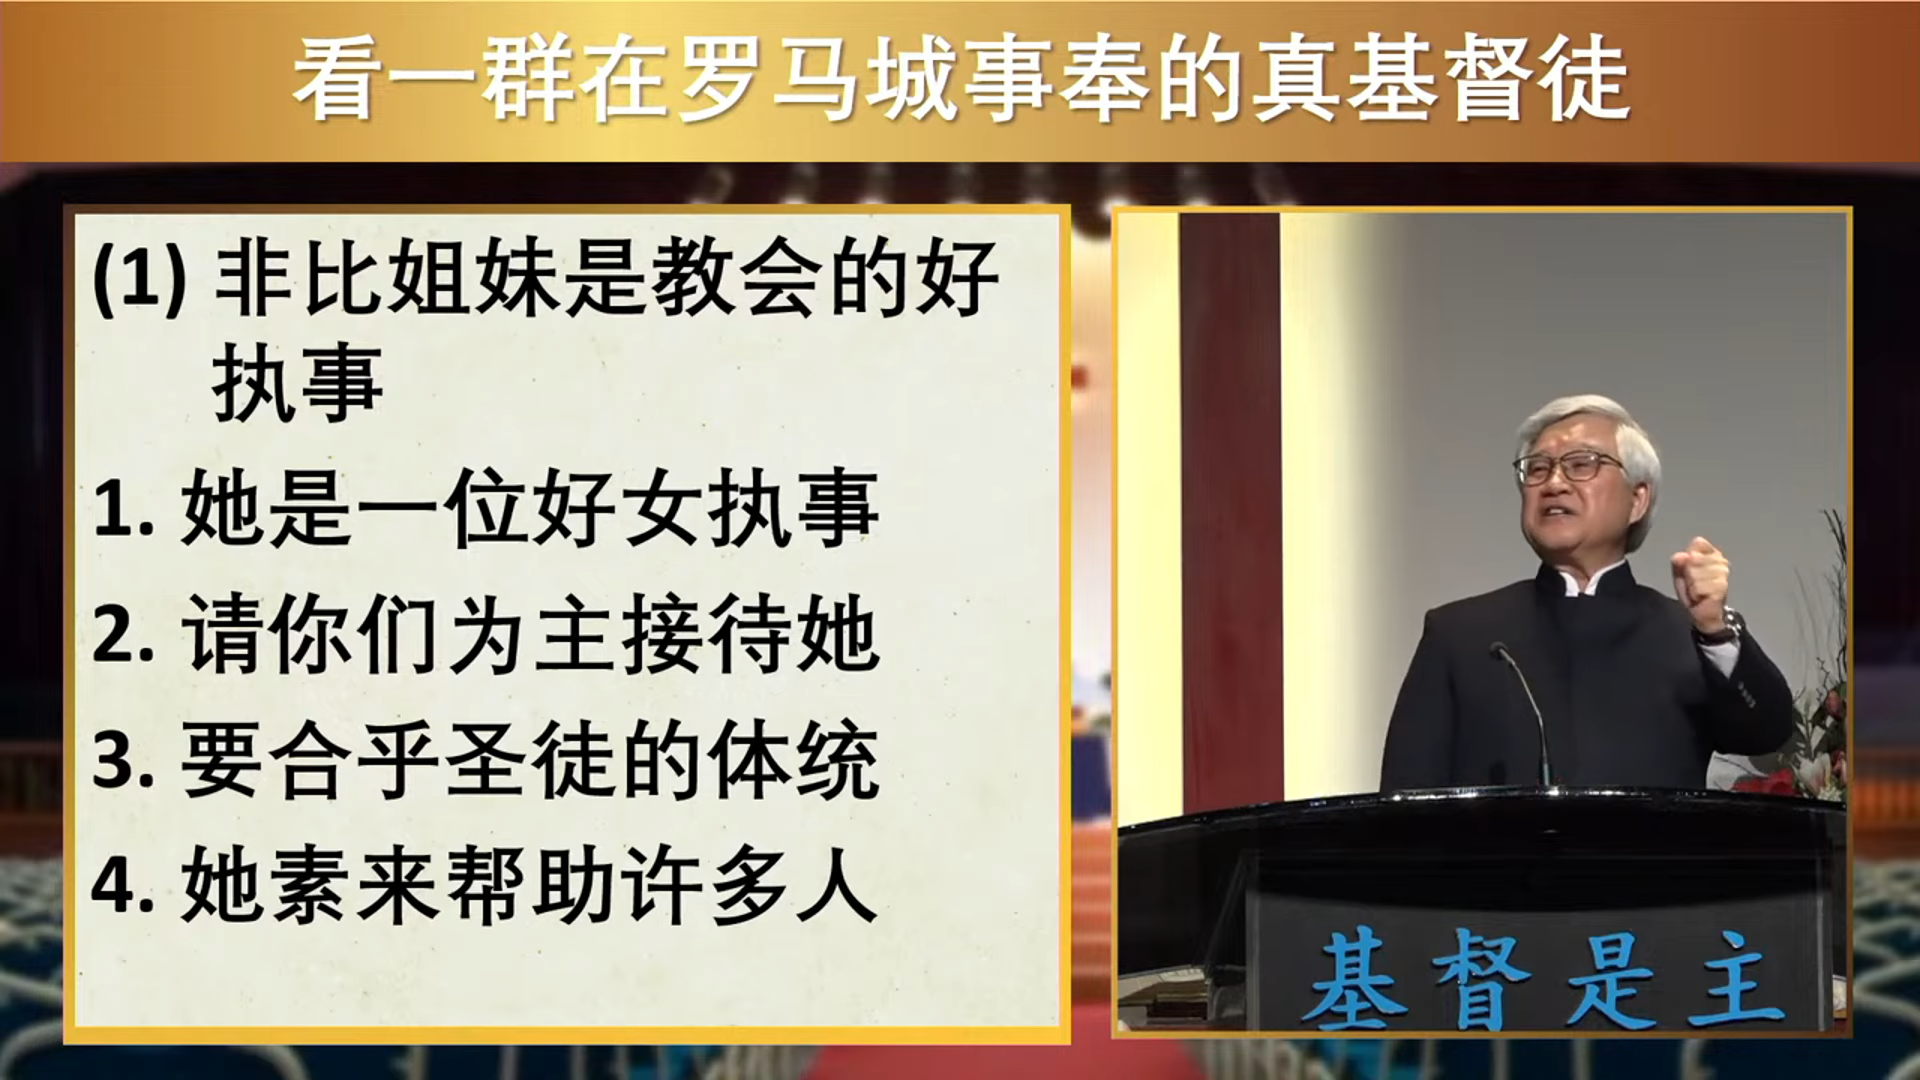 看一群在罗马城事奉的真基督徒
(1) 非比姐妹是教会的好
执事
1. 她是一位好女执事
2. 请你们为主接待她
3. 要合乎圣徒的体统
4. 她素来帮助许多人
基督是主